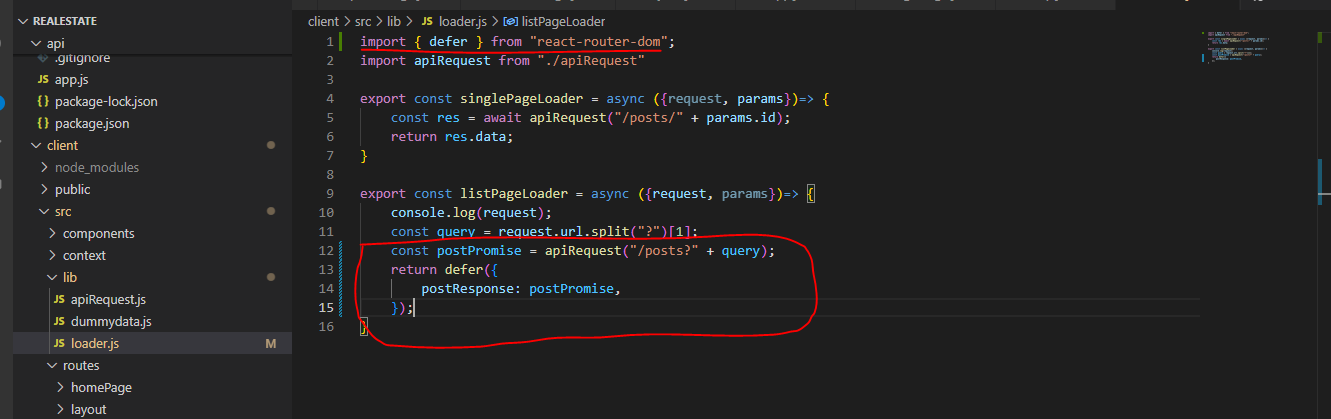 REALESTATE
api
.gitignore
JS app.js
{} package-lock.json
{} package.json
client
node_modules
public
src
components
context
lib
JS apiRequest.js
JS dummydata.js
JS loader.js M
routes
homePage
layout
client > src > lib > JS loader.js > listPageLoader
1 import { defer } from "react-router-dom";
2 import apiRequest from "./apiRequest"
3
4 export const singlePageLoader = async ({request, params})=> {
5 const res = await apiRequest("/posts/" + params.id);
6 return res.data;
7 }
8
9 export const listPageLoader = async ({request, params})=> {
10 console.log(request);
11 const query = request.url.split("?")[1];
12 const postPromise = apiRequest("/posts?" + query);
13 return defer({
14 postResponse: postPromise,
15 });
16 }